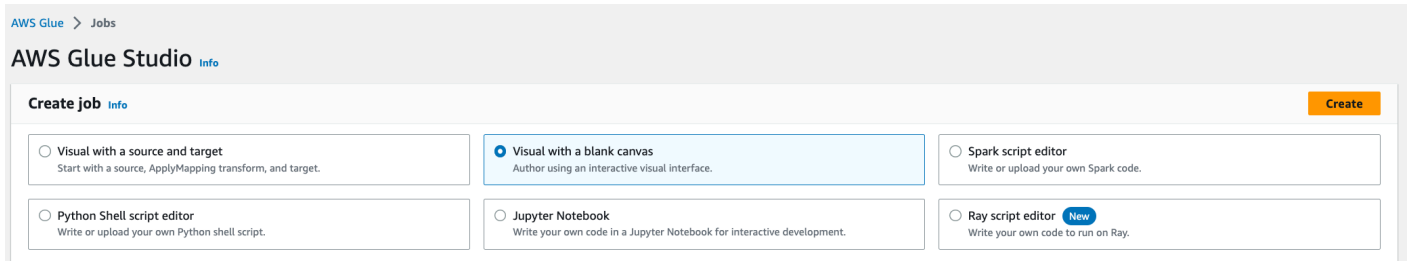 AWS Glue > Jobs
AWS Glue Studio Info
Create job Info
Create
Visual with a source and target
Start with a source, ApplyMapping transform, and target.
Visual with a blank canvas
Author using an interactive visual interface.
Spark script editor
Write or upload your own Spark code.
Python Shell script editor
Write or upload your own Python shell script.
Jupyter Notebook
Write your own code in a Jupyter Notebook for interactive development.
Ray script editor New
Write your own code to run on Ray.